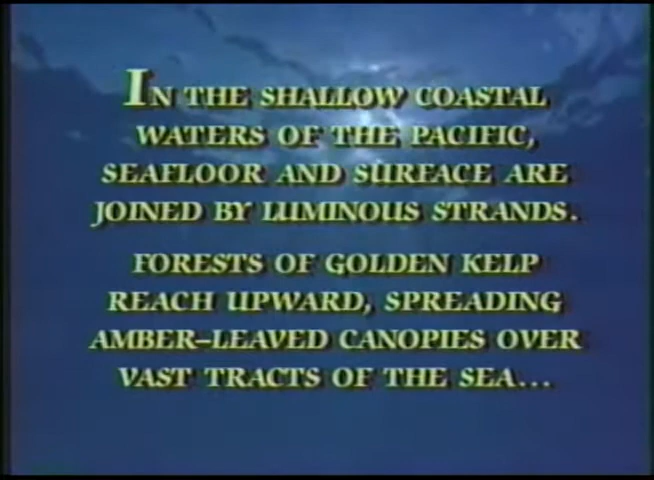 IN THE SHALLOW COASTAL
WATERS OF THE PACIFIC,
SEAFLOOR AND SURFACE ARE
JOINED BY LUMINOUS STRANDS.
FORESTS OF GOLDEN KELP
REACH UPWARD, SPREADING
AMBER-LEAVED CANOPIES OVER
VAST TRACTS OF THE SEA...